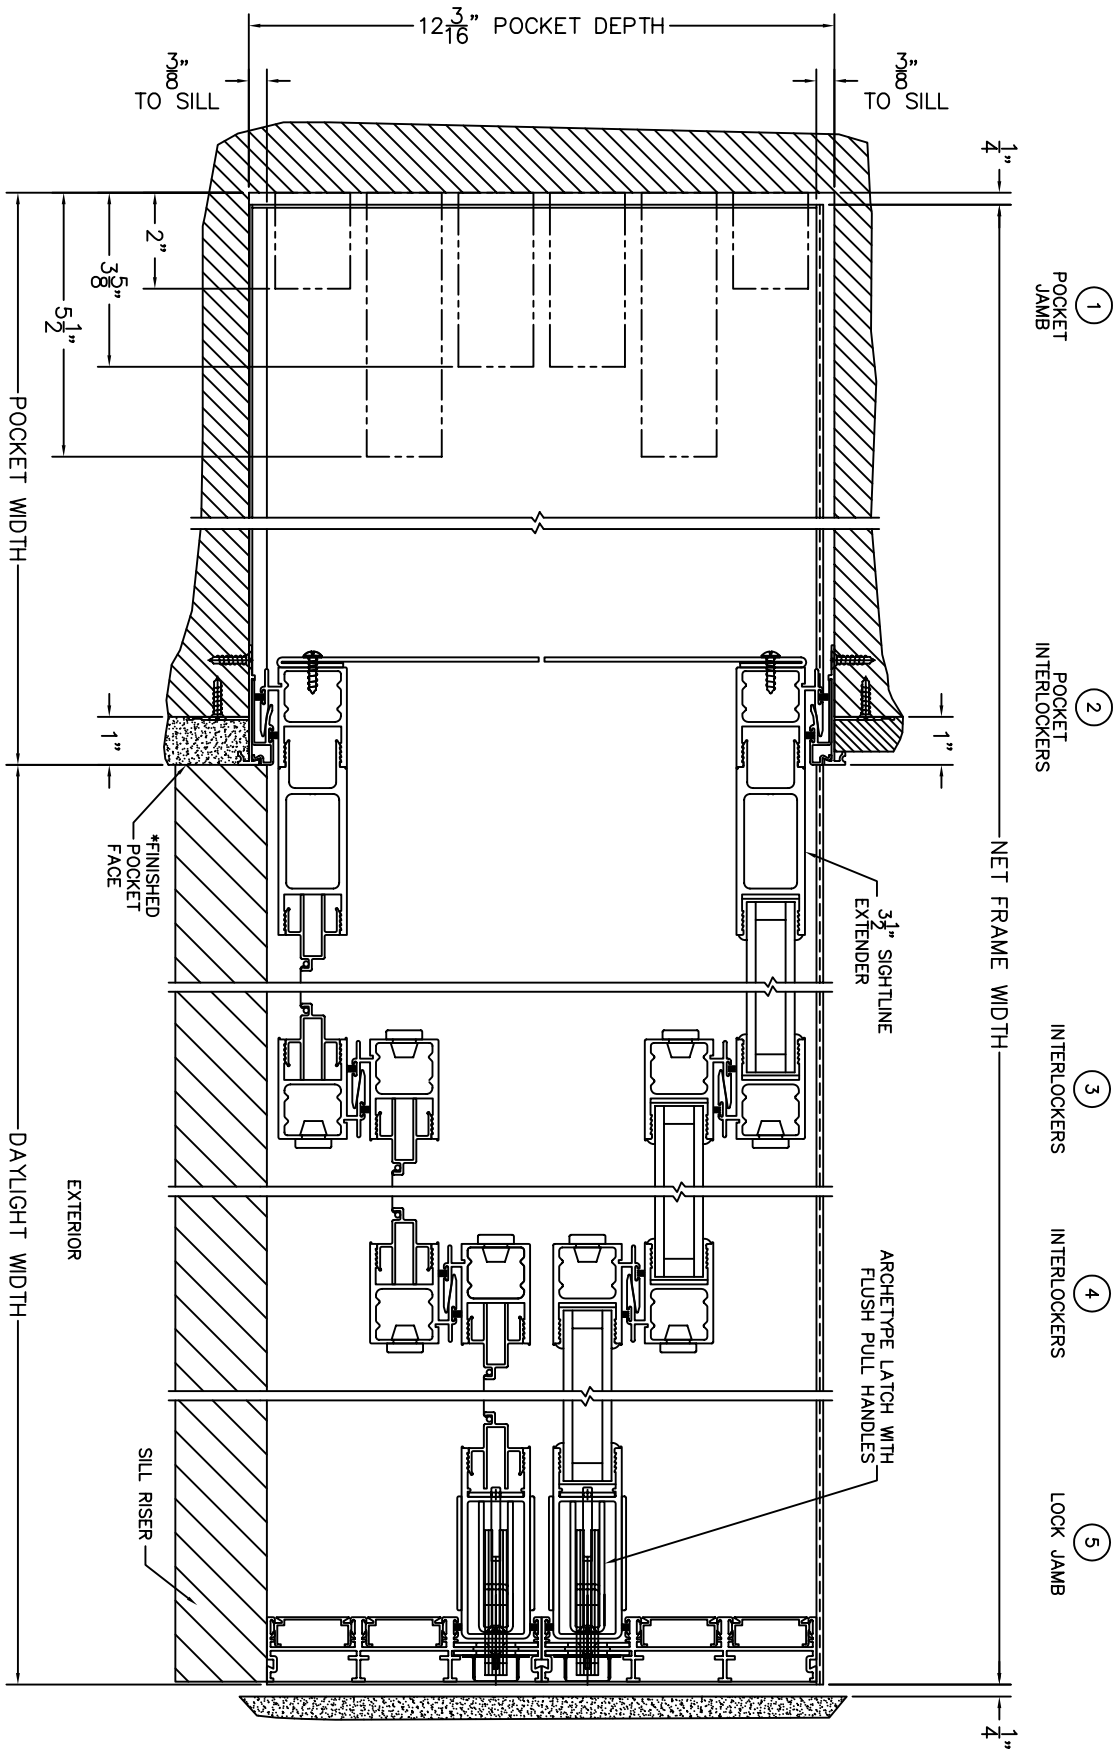 12 3/16" POCKET DEPTH
3/8"
TO SILL
3/8"
TO SILL
1/4"
1
POCKET
JAMB
2
POCKET
INTERLOCKERS
3
INTERLOCKERS
4
INTERLOCKERS
5
LOCK JAMB
NET FRAME WIDTH
1/4"
2"
3 5/8"
5 1/2"
1"
1"
3 1/2" SIGHTLINE
EXTENDER
ARCHETYPE LATCH WITH
FLUSH PULL HANDLES
*FINISHED
POCKET
FACE
EXTERIOR
SILL RISER
POCKET WIDTH
DAYLIGHT WIDTH